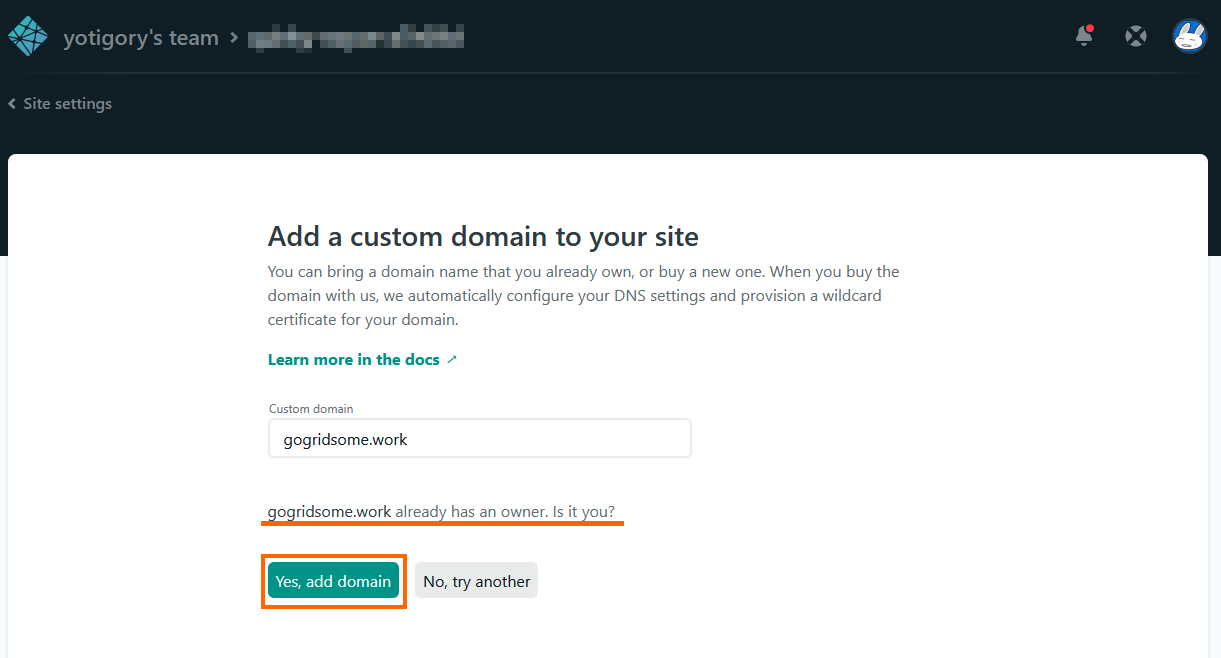 yotigory's team >
< Site settings
Add a custom domain to your site
You can bring a domain name that you already own, or buy a new one. When you buy the
domain with us, we automatically configure your DNS settings and provision a wildcard
certificate for your domain.
Learn more in the docs ↗
Custom domain
gogridsome.work
gogridsome.work already has an owner. Is it you?
Yes, add domain No, try another